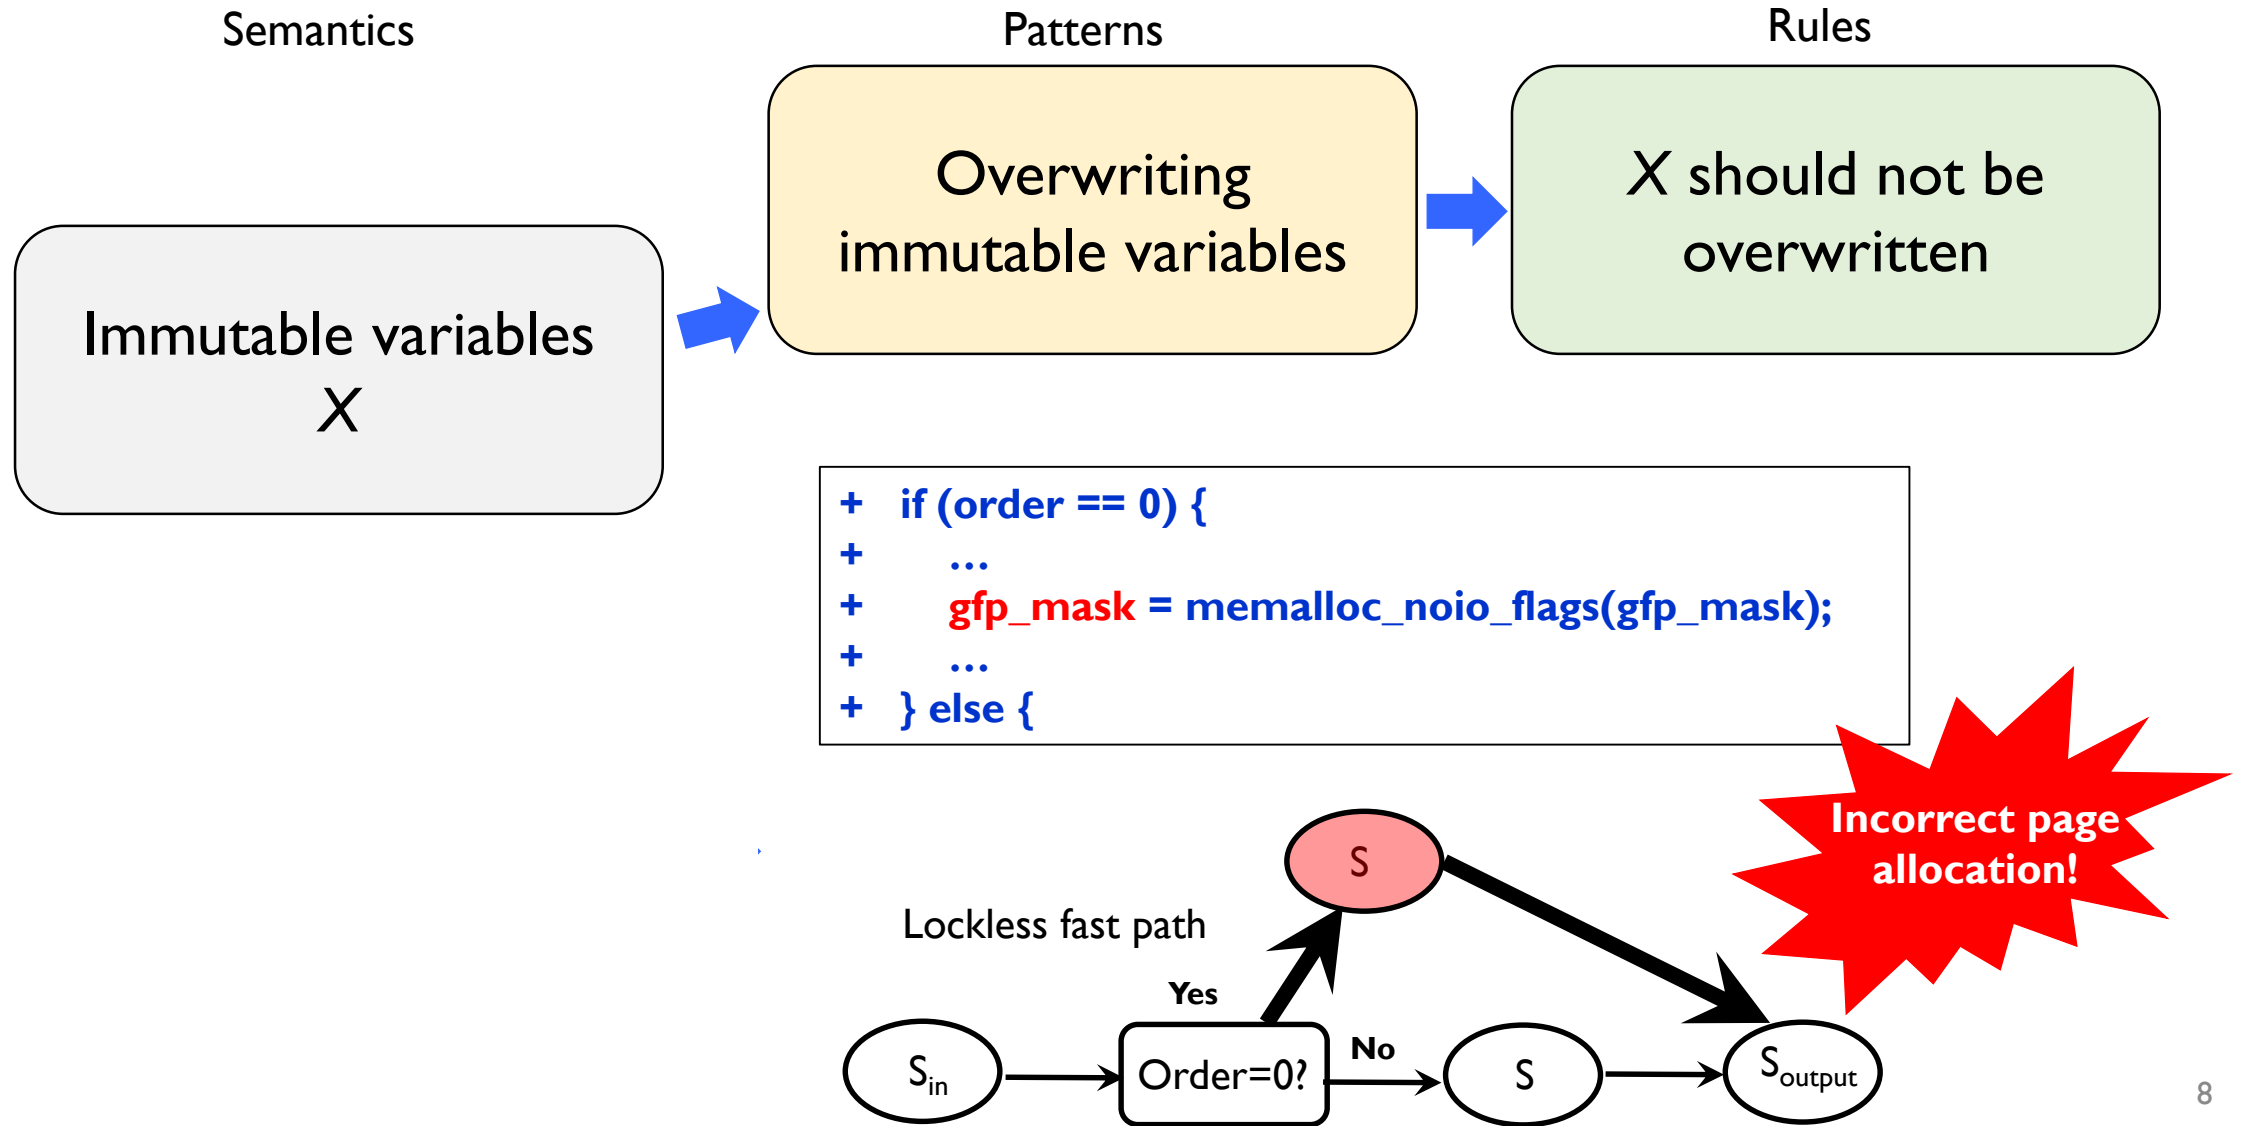 Semantics
Patterns
Rules
Immutable variables
X
Overwriting
immutable variables
X should not be
overwritten
+ if (order == 0) {
+ …
+ gfp_mask = memalloc_noio_flags(gfp_mask);
+ …
+ } else {
Incorrect page
allocation!
S
Lockless fast path
Yes
No
Sin
Order=0?
S
Soutput
8